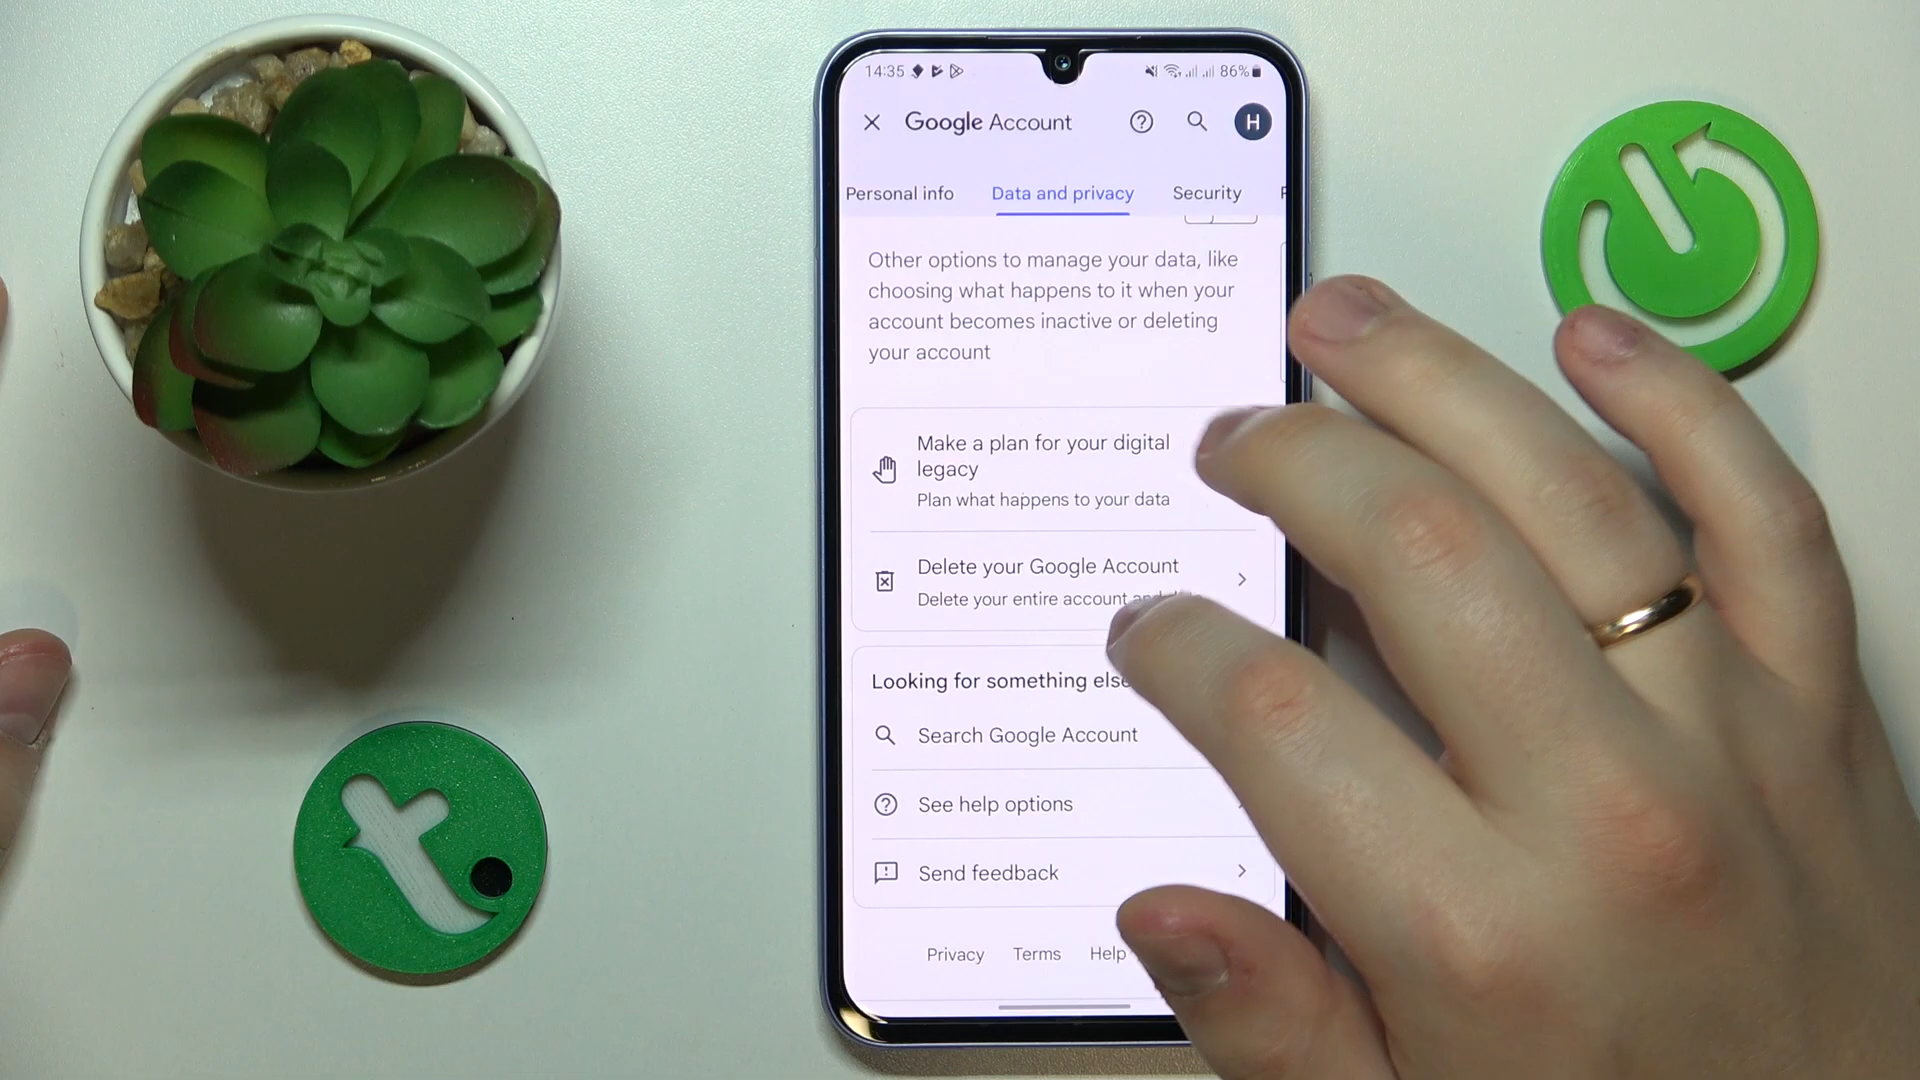 14:35 86%
Google Account H
Personal info Data and privacy Security
Other options to manage your data, like
choosing what happens to it when your
account becomes inactive or deleting
your account
Make a plan for your digital
legacy
Plan what happens to your data
Delete your Google Account
Delete your entire account and
Looking for something else
Search Google Account
See help options
Send feedback
Privacy Terms Help